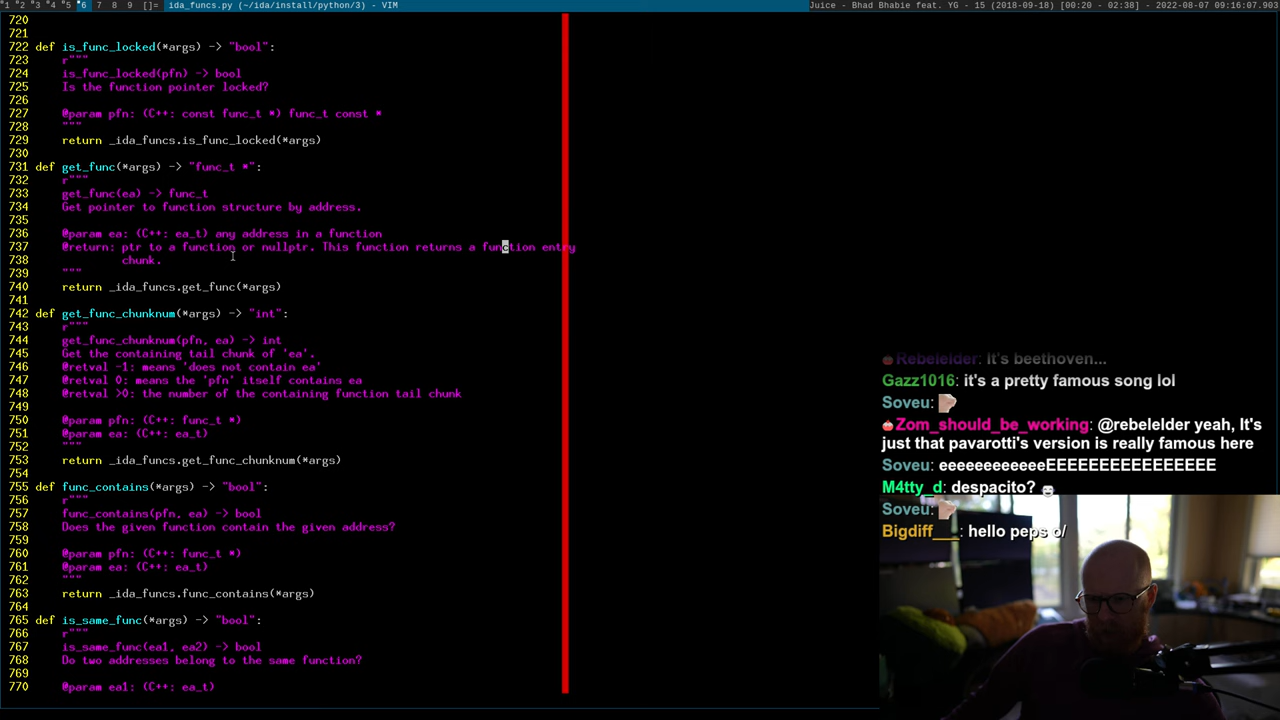 1 2 3 4 5 6 7 8 9 []= ida_funcs.py (~/ida/install/python/3) - VIM Juice - Bhad Bhabie feat. YG - 15 (2018-09-18) [00:20 - 02:38] - 2022-08-07 09:16:07.903
720
721
722 def is_func_locked(*args) -> "bool":
723 r"""
724 is_func_locked(pfn) -> bool
725 Is the function pointer locked?
726
727 @param pfn: (C++: const func_t *) func_t const *
728 """
729 return _ida_funcs.is_func_locked(*args)
730
731 def get_func(*args) -> "func_t *":
732 r"""
733 get_func(ea) -> func_t
734 Get pointer to function structure by address.
735
736 @param ea: (C++: ea_t) any address in a function
737 @return: ptr to a function or nullptr. This function returns a function entry
738 chunk.
739 """
740 return _ida_funcs.get_func(*args)
741
742 def get_func_chunknum(*args) -> "int":
743 r"""
744 get_func_chunknum(pfn, ea) -> int
745 Get the containing tail chunk of 'ea'.
746 @retval -1: means 'does not contain ea'
747 @retval 0: means the 'pfn' itself contains ea
748 @retval >0: the number of the containing function tail chunk
749
750 @param pfn: (C++: func_t *)
751 @param ea: (C++: ea_t)
752 """
753 return _ida_funcs.get_func_chunknum(*args)
754
755 def func_contains(*args) -> "bool":
756 r"""
757 func_contains(pfn, ea) -> bool
758 Does the given function contain the given address?
759
760 @param pfn: (C++: func_t *)
761 @param ea: (C++: ea_t)
762 """
763 return _ida_funcs.func_contains(*args)
764
765 def is_same_func(*args) -> "bool":
766 r"""
767 is_same_func(ea1, ea2) -> bool
768 Do two addresses belong to the same function?
769
770 @param ea1: (C++: ea_t)
Rebelelder: It's beethoven...
Gazz1016: it's a pretty famous song lol
Soveu:
Zom_should_be_working: @rebelelder yeah, It's
just that pavarotti's version is really famous here
Soveu: eeeeeeeeeeeeEEEEEEEEEEEEEEEE
M4tty_d: despacito?
Soveu:
Bigdiff___: hello peps o/